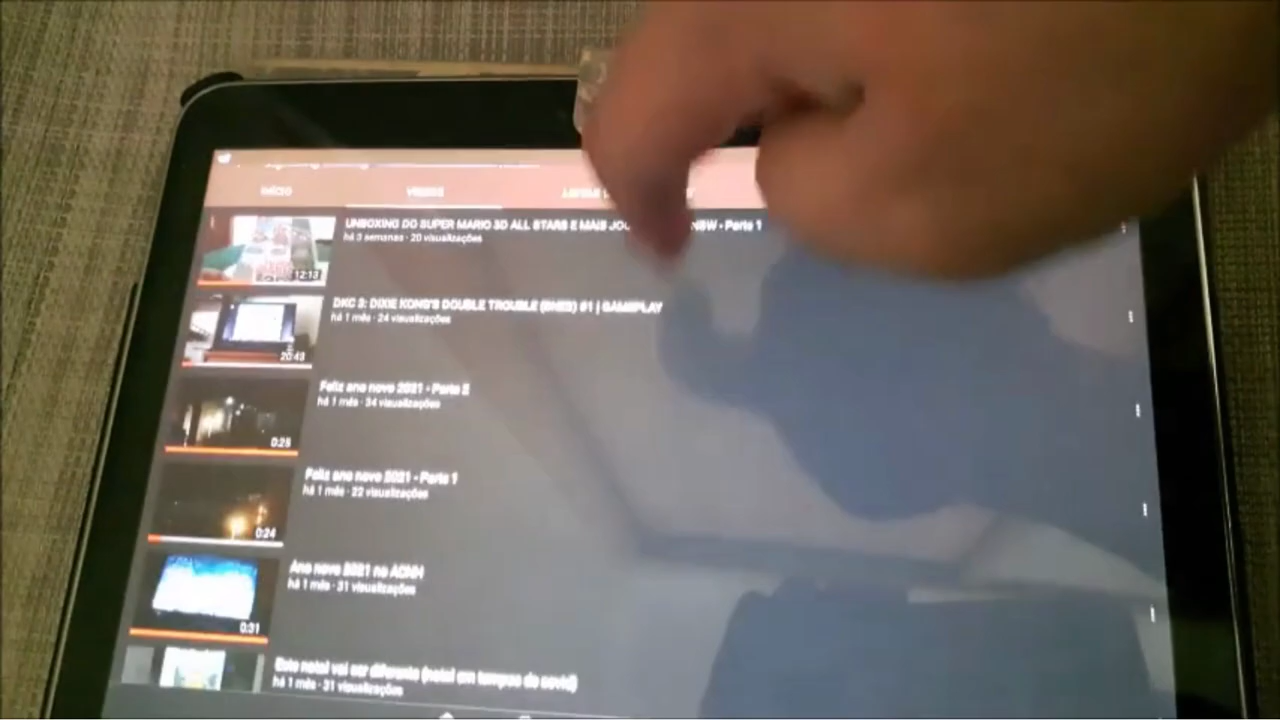 INÍCIO VÍDEOS
UNBOXING DO SUPER MARIO 3D ALL STARS E MAIS NSW - Parte 1
há 3 semanas · 20 visualizações
12:13
DKC 3: DIXIE KONG'S DOUBLE TROUBLE (SNES) #1 | GAMEPLAY
há 1 mês · 24 visualizações
20:43
Feliz ano novo 2021 - Parte 2
há 1 mês · 34 visualizações
0:25
Feliz ano novo 2021 - Parte 1
há 1 mês · 22 visualizações
0:24
Ano novo 2021 no ACNH
há 1 mês · 31 visualizações
0:31
Este natal vai ser diferente (natal em tempos de covid)
há 1 mês · 31 visualizações